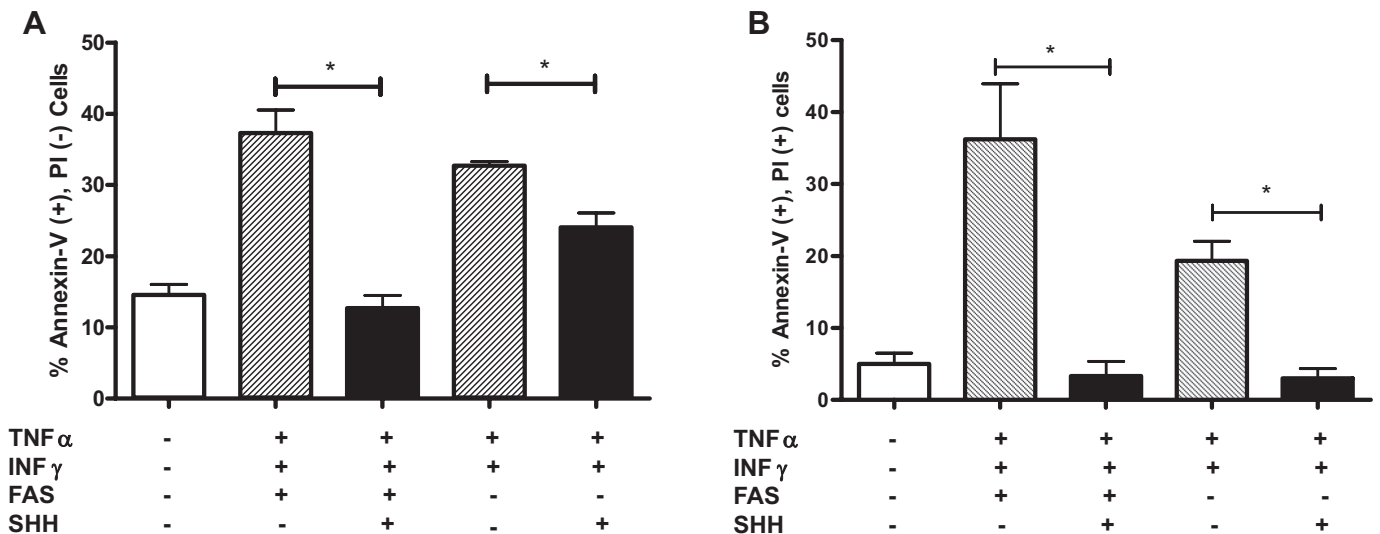 A
% Annexin-V (+), PI (-) Cells
50
40
30
20
10
0
*
*
TNFα - + + + +
INFγ - + + + +
FAS - + + - -
SHH - - + - +
B
% Annexin-V (+), PI (+) cells
50
40
30
20
10
0
*
*
TNFα - + + + +
INFγ - + + + +
FAS - + + - -
SHH - - + - +